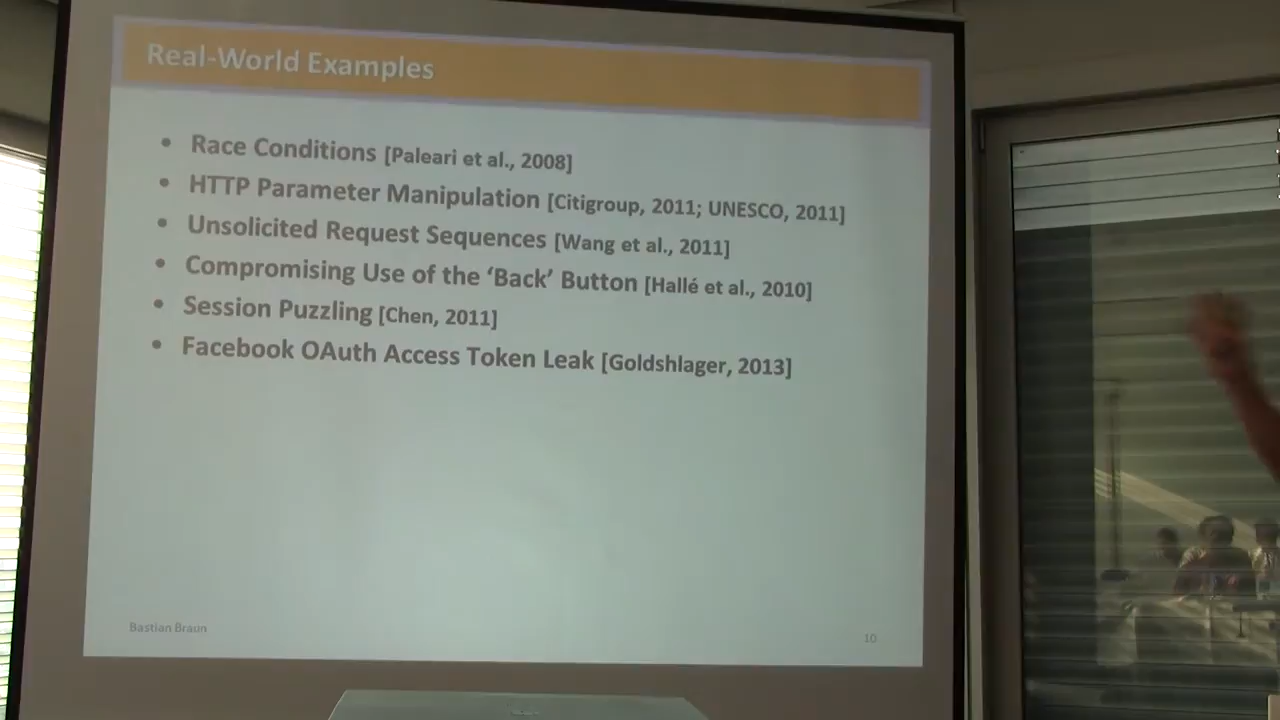 Real-World Examples
• Race Conditions [Paleari et al., 2008]
• HTTP Parameter Manipulation [Citigroup, 2011; UNESCO, 2011]
• Unsolicited Request Sequences [Wang et al., 2011]
• Compromising Use of the ‘Back’ Button [Hallé et al., 2010]
• Session Puzzling [Chen, 2011]
• Facebook OAuth Access Token Leak [Goldshlager, 2013]
Bastian Braun
10